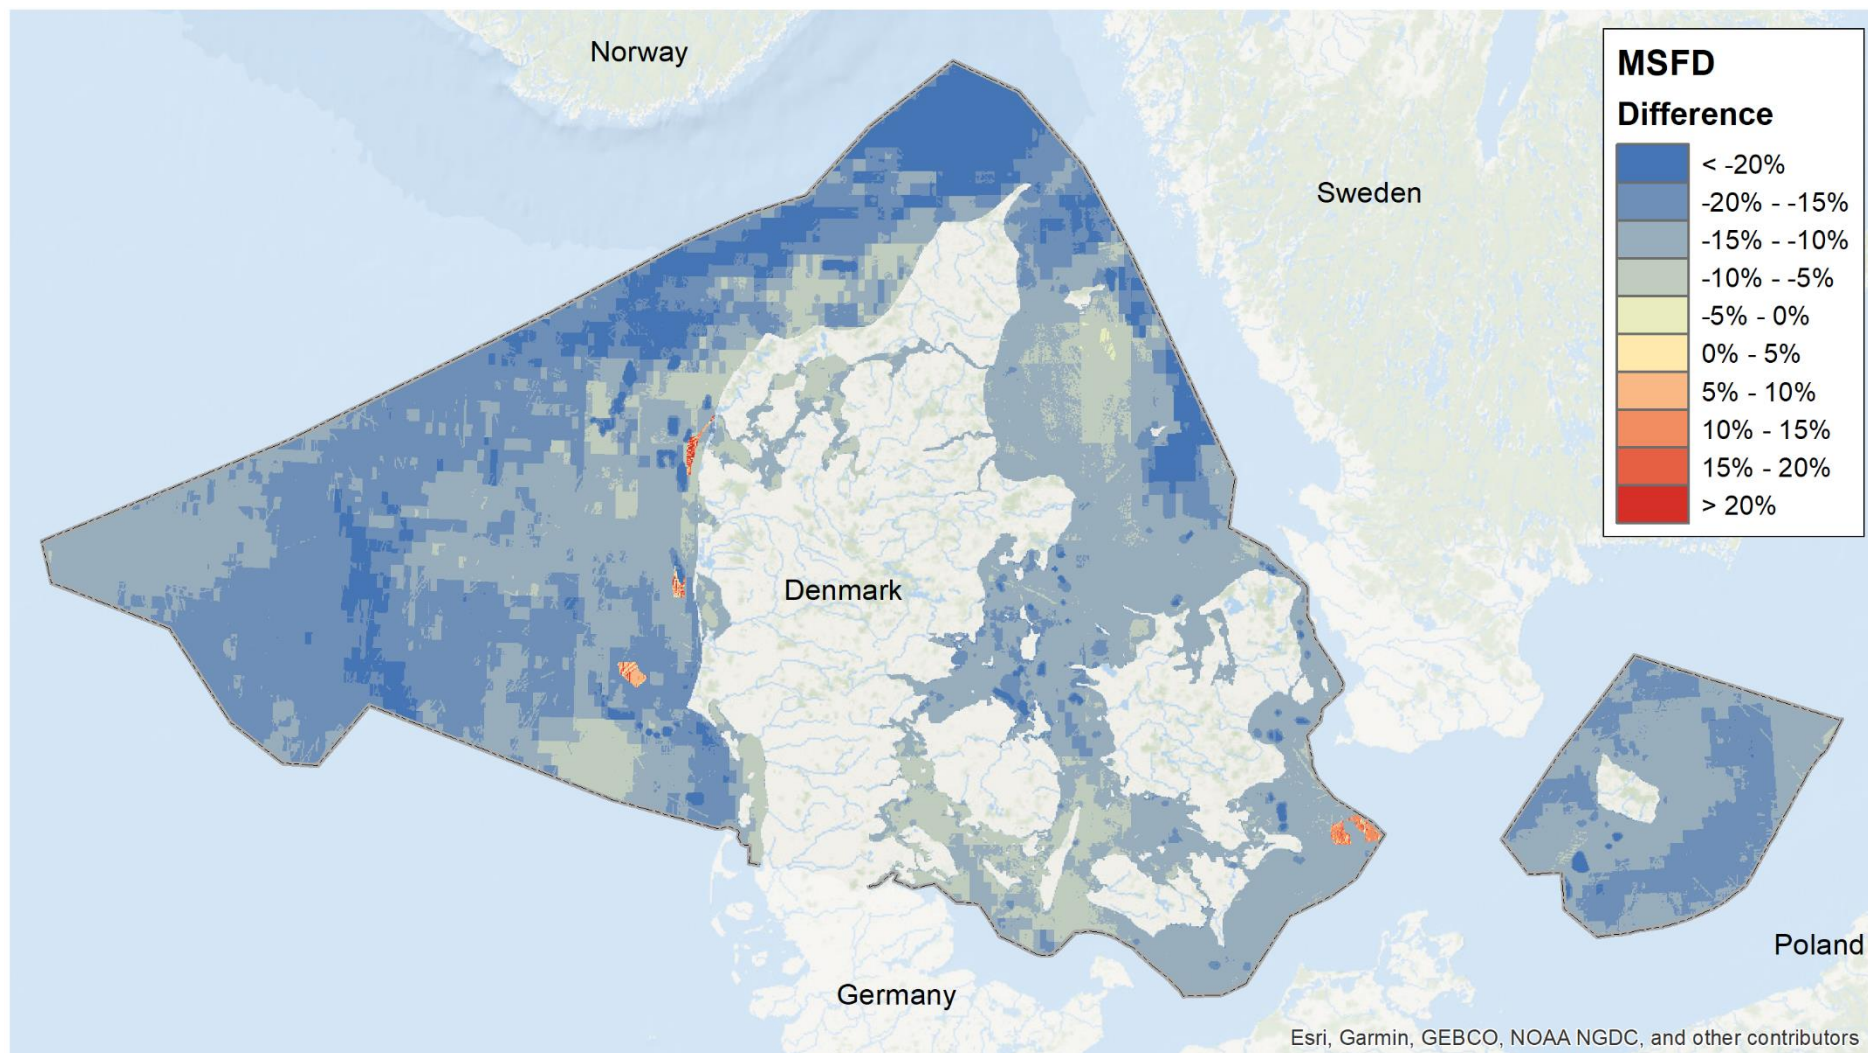 Norway
MSFD
Difference
< -20%
-20% - -15%
-15% - -10%
-10% - -5%
-5% - 0%
0% - 5%
5% - 10%
10% - 15%
15% - 20%
> 20%
Sweden
Denmark
Poland
Germany
Esri, Garmin, GEBCO, NOAA NGDC, and other contributors